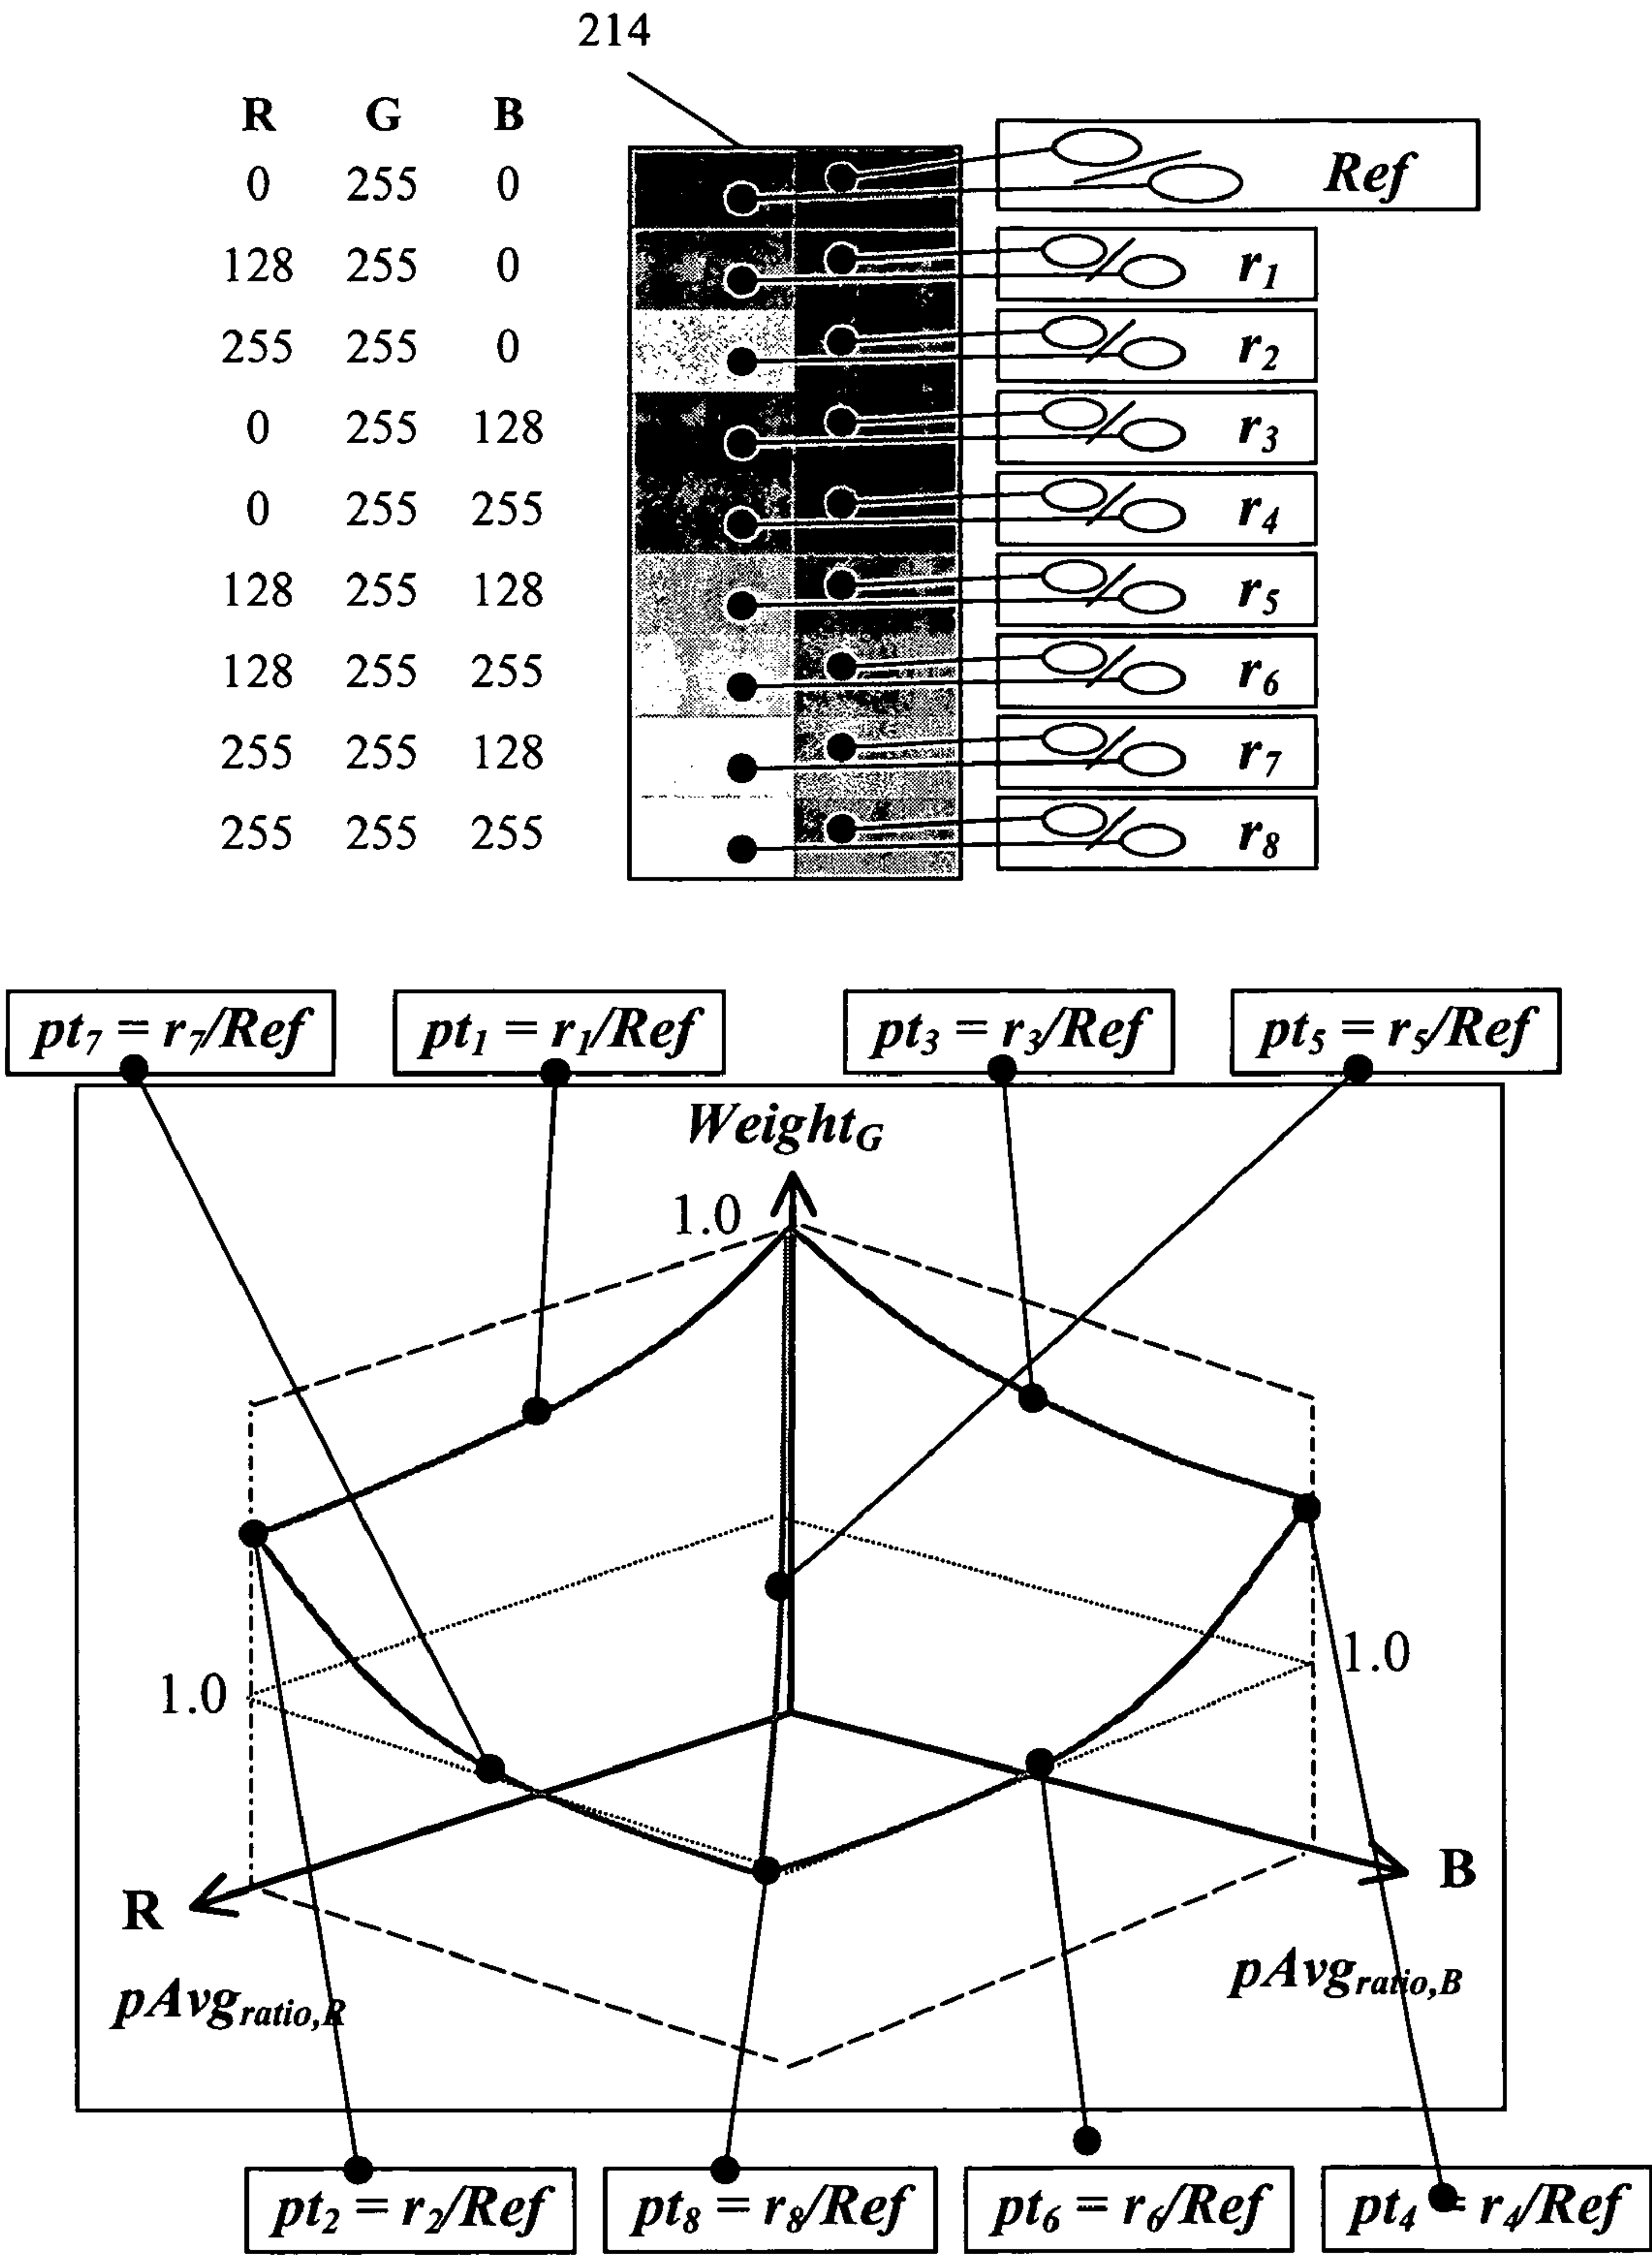 214
R G B
0 255 0 Ref
128 255 0 r1
255 255 0 r2
0 255 128 r3
0 255 255 r4
128 255 128 r5
128 255 255 r6
255 255 128 r7
255 255 255 r8
pt7 = r7/Ref pt1 = r1/Ref pt3 = r3/Ref pt5 = r5/Ref
WeightG
1.0
1.0
1.0
B
R
pAvgratio,B
pAvgratio,R
pt2 = r2/Ref pt8 = r8/Ref pt6 = r6/Ref pt4 = r4/Ref